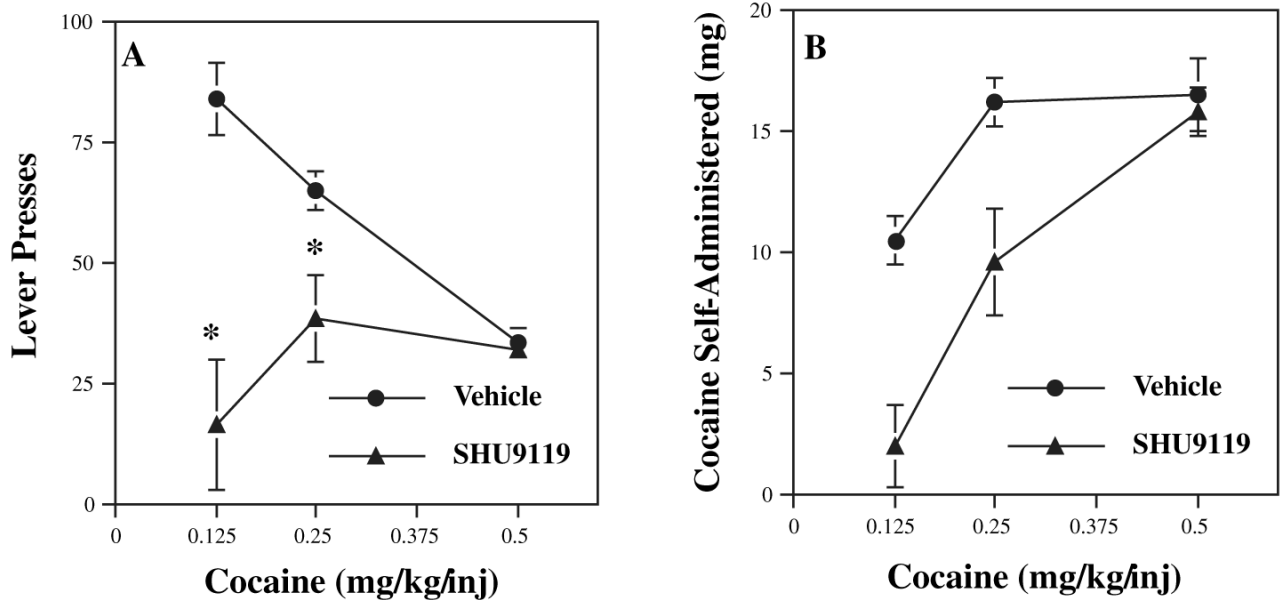 A
Lever Presses
100
75
50
25
0
*
*
Vehicle
SHU9119
0
0.125
0.25
0.375
0.5
Cocaine (mg/kg/inj)
B
Cocaine Self-Administered (mg)
20
15
10
5
0
Vehicle
SHU9119
0
0.125
0.25
0.375
0.5
Cocaine (mg/kg/inj)